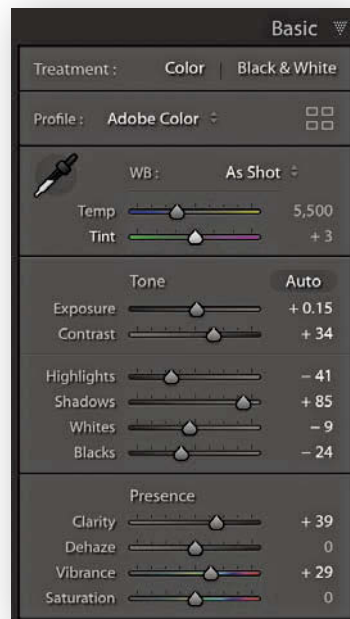 Basic
Treatment : Color | Black & White
Profile : Adobe Color
WB : As Shot
Temp 5,500
Tint + 3
Tone Auto
Exposure + 0.15
Contrast + 34
Highlights − 41
Shadows + 85
Whites − 9
Blacks − 24
Presence
Clarity + 39
Dehaze 0
Vibrance + 29
Saturation 0